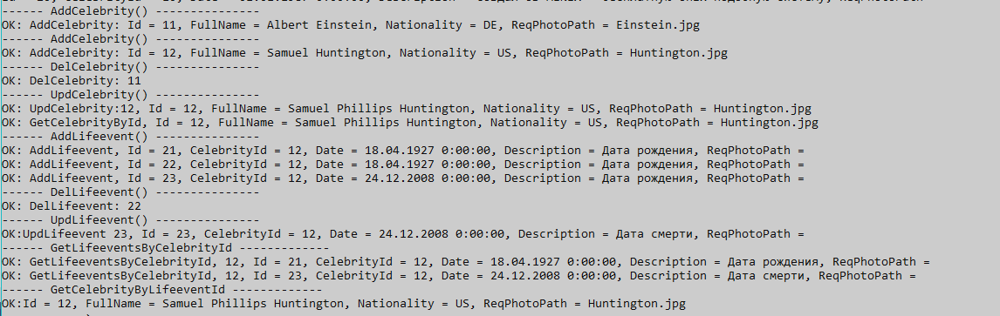 ------ AddCelebrity() ---------------
OK: AddCelebrity: Id = 11, FullName = Albert Einstein, Nationality = DE, ReqPhotoPath = Einstein.jpg
------ AddCelebrity() ---------------
OK: AddCelebrity: Id = 12, FullName = Samuel Huntington, Nationality = US, ReqPhotoPath = Huntington.jpg
------ DelCelebrity() ---------------
OK: DelCelebrity: 11
------ UpdCelebrity() ---------------
OK: UpdCelebrity:12, Id = 12, FullName = Samuel Phillips Huntington, Nationality = US, ReqPhotoPath = Huntington.jpg
OK: GetCelebrityById, Id = 12, FullName = Samuel Phillips Huntington, Nationality = US, ReqPhotoPath = Huntington.jpg
------ AddLifeevent() ---------------
OK: AddLifeevent, Id = 21, CelebrityId = 12, Date = 18.04.1927 0:00:00, Description = Дата рождения, ReqPhotoPath =
OK: AddLifeevent, Id = 22, CelebrityId = 12, Date = 18.04.1927 0:00:00, Description = Дата рождения, ReqPhotoPath =
OK: AddLifeevent, Id = 23, CelebrityId = 12, Date = 24.12.2008 0:00:00, Description = Дата рождения, ReqPhotoPath =
------ DelLifeevent() ---------------
OK: DelLifeevent: 22
------ UpdLifeevent() ---------------
OK:UpdLifeevent 23, Id = 23, CelebrityId = 12, Date = 24.12.2008 0:00:00, Description = Дата смерти, ReqPhotoPath =
------ GetLifeeventsByCelebrityId -------------
OK: GetLifeeventsByCelebrityId, 12, Id = 21, CelebrityId = 12, Date = 18.04.1927 0:00:00, Description = Дата рождения, ReqPhotoPath =
OK: GetLifeeventsByCelebrityId, 12, Id = 23, CelebrityId = 12, Date = 24.12.2008 0:00:00, Description = Дата смерти, ReqPhotoPath =
------ GetCelebrityByLifeeventId -------------
OK:Id = 12, FullName = Samuel Phillips Huntington, Nationality = US, ReqPhotoPath = Huntington.jpg